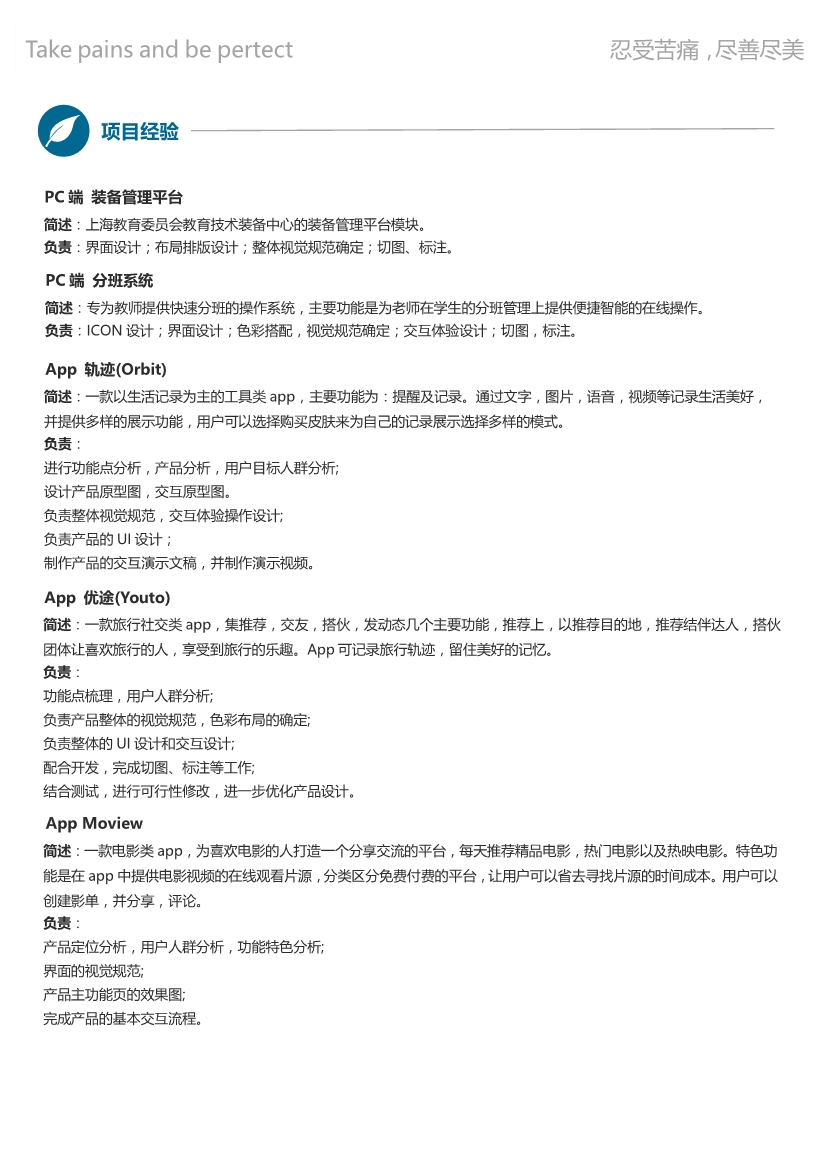 Take pains and be pertect
忍受苦痛，尽善尽美
项目经验
PC 端 装备管理平台
简述：上海教育委员会教育技术装备中心的装备管理平台模块。
负责：界面设计；布局排版设计；整体视觉规范确定；切图、标注。
PC 端 分班系统
简述：专为教师提供快速分班的操作系统，主要功能是为老师在学生的分班管理上提供便捷智能的在线操作。
负责：ICON 设计；界面设计；色彩搭配，视觉规范确定；交互体验设计；切图，标注。
App 轨迹(Orbit)
简述：一款以生活记录为主的工具类 app，主要功能为：提醒及记录。通过文字，图片，语音，视频等记录生活美好，
并提供多样的展示功能，用户可以选择购买皮肤来为自己的记录展示选择多样的模式。
负责：
进行功能点分析，产品分析，用户目标人群分析;
设计产品原型图，交互原型图。
负责整体视觉规范，交互体验操作设计;
负责产品的 UI 设计；
制作产品的交互演示文稿，并制作演示视频。
App 优途(Youto)
简述：一款旅行社交类 app，集推荐，交友，搭伙，发动态几个主要功能，推荐上，以推荐目的地，推荐结伴达人，搭伙
团体让喜欢旅行的人，享受到旅行的乐趣。App 可记录旅行轨迹，留住美好的记忆。
负责：
功能点梳理，用户人群分析;
负责产品整体的视觉规范，色彩布局的确定;
负责整体的 UI 设计和交互设计;
配合开发，完成切图、标注等工作;
结合测试，进行可行性修改，进一步优化产品设计。
App Moview
简述：一款电影类 app，为喜欢电影的人打造一个分享交流的平台，每天推荐精品电影，热门电影以及热映电影。特色功
能是在 app 中提供电影视频的在线观看片源，分类区分免费付费的平台，让用户可以省去寻找片源的时间成本。用户可以
创建影单，并分享，评论。
负责：
产品定位分析，用户人群分析，功能特色分析;
界面的视觉规范;
产品主功能页的效果图;
完成产品的基本交互流程。